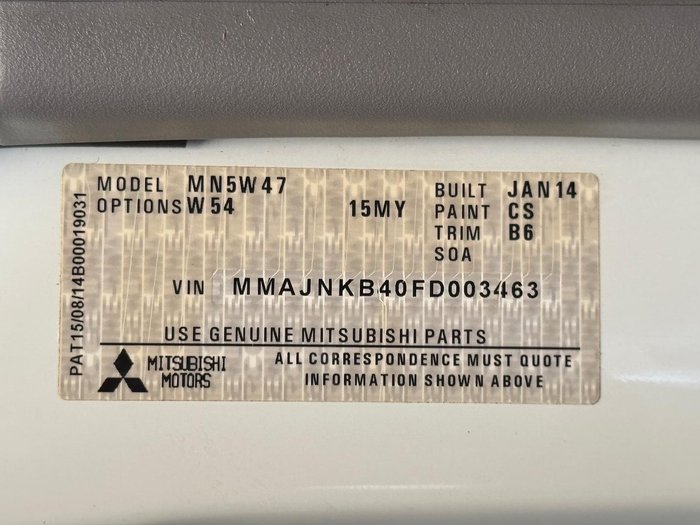 MODEL MN5W47 BUILT JAN14
OPTIONS W54 15MY PAINT CS
TRIM B6
SOA
VIN MMAJNKB40FD003463
USE GENUINE MITSUBISHI PARTS
MITSUBISHI MOTORS
ALL CORRESPONDENCE MUST QUOTE
INFORMATION SHOWN ABOVE
PAT15/08/14B00019031